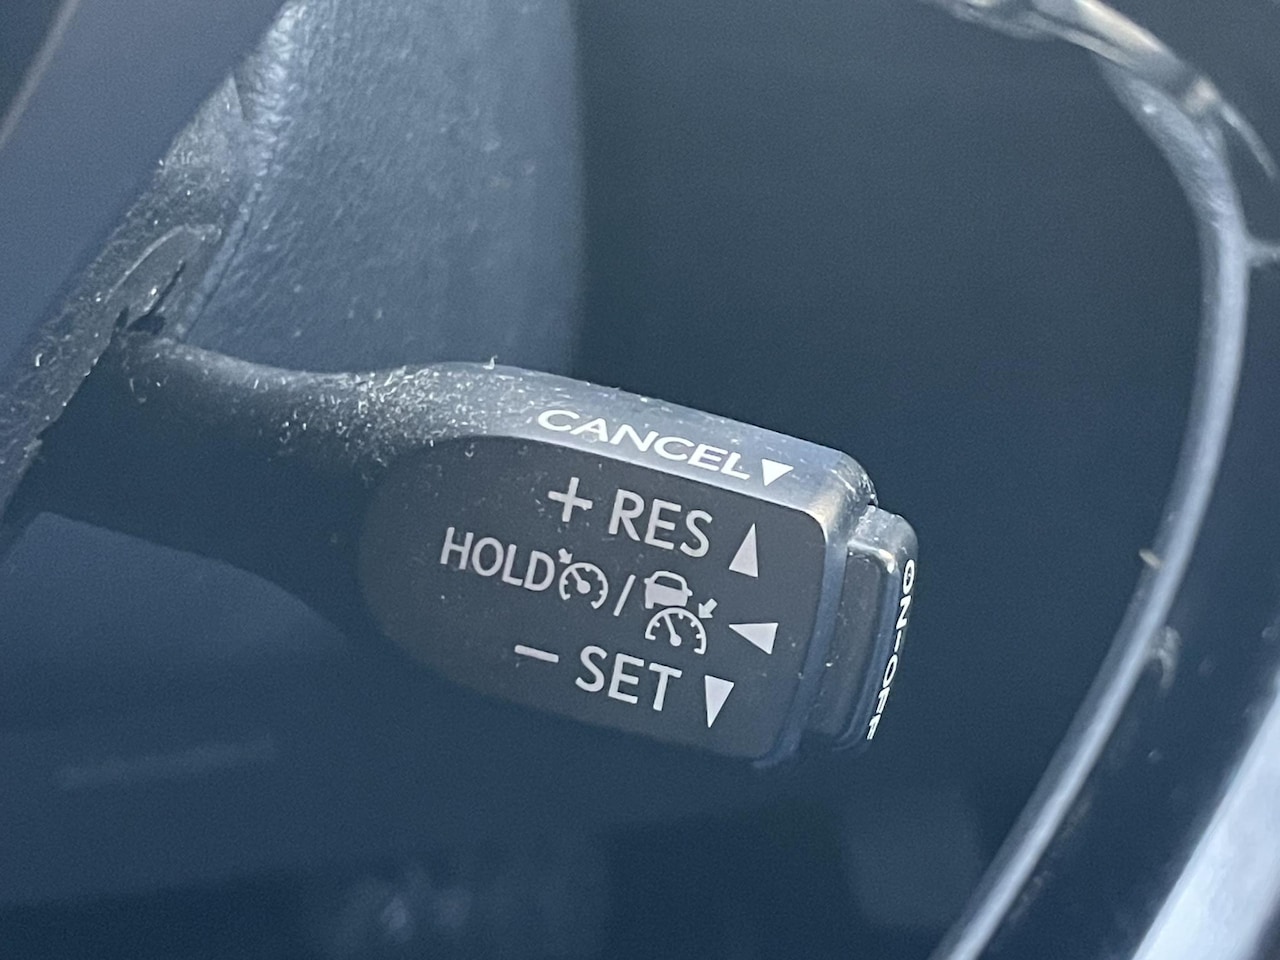 CANCEL▼
+ RES ▲
HOLD / ◀
− SET ▼
ON-OFF